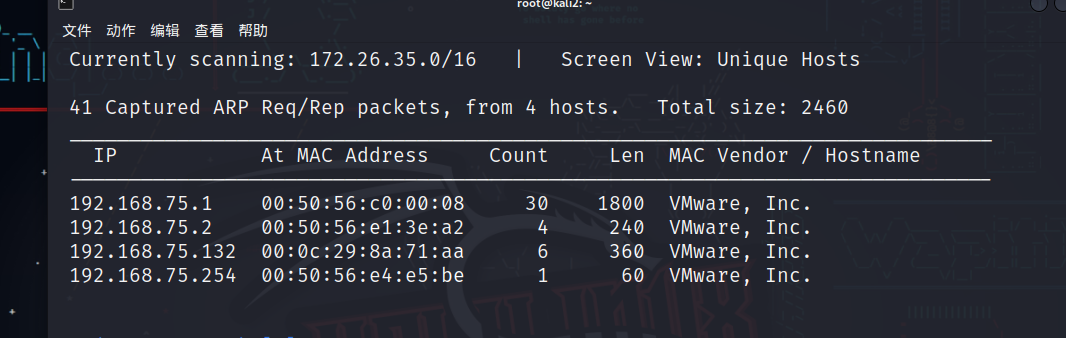 root@kali2: ~
文件 动作 编辑 查看 帮助
Currently scanning: 172.26.35.0/16 | Screen View: Unique Hosts
41 Captured ARP Req/Rep packets, from 4 hosts. Total size: 2460
IP At MAC Address Count Len MAC Vendor / Hostname
192.168.75.1 00:50:56:c0:00:08 30 1800 VMware, Inc.
192.168.75.2 00:50:56:e1:3e:a2 4 240 VMware, Inc.
192.168.75.132 00:0c:29:8a:71:aa 6 360 VMware, Inc.
192.168.75.254 00:50:56:e4:e5:be 1 60 VMware, Inc.